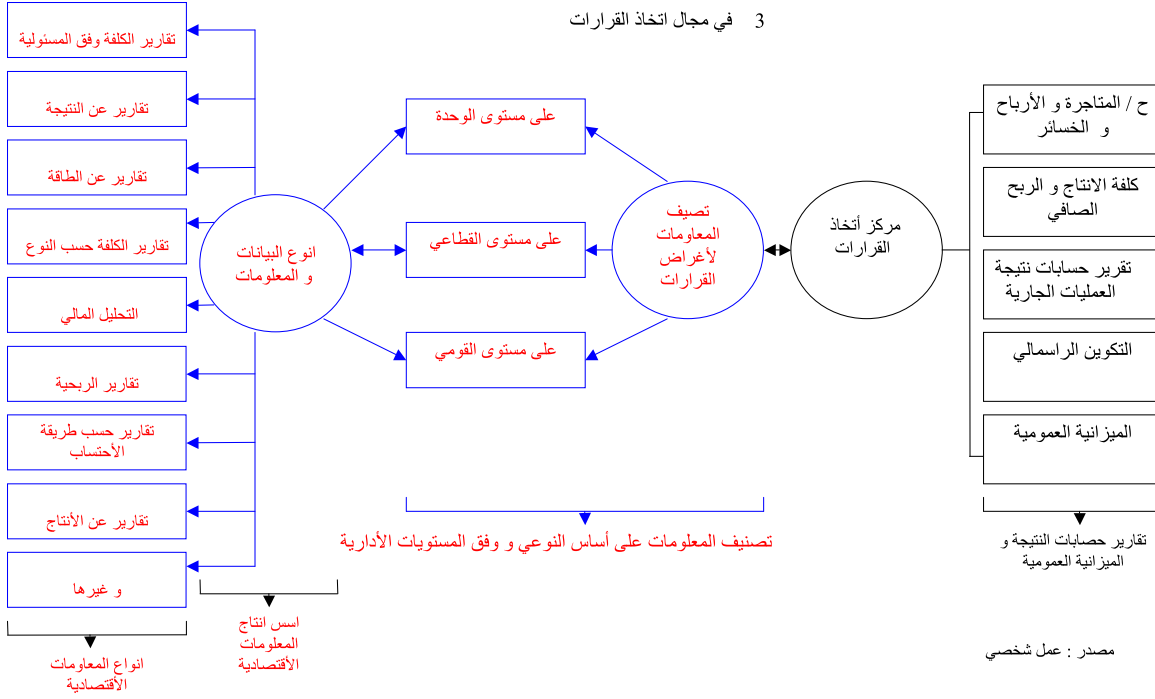 3 في مجال اتخاذ القرارات
ح / المتاجرة و الأرباح
و الخسائر
كلفة الانتاج و الربح
الصافي
تقرير حسابات نتيجة
العمليات الجارية
التكوين الراسمالي
الميزانية العمومية
تقارير حصابات النتيجة و
الميزانية العمومية
مركز أتخاذ
القرارات
تصيف
المعاومات
لأغراض
القرارات
على مستوى الوحدة
على مستوى القطاعي
على مستوى القومي
تصنيف المعلومات على أساس النوعي و وفق المستويات الأدارية
انوع البيانات
و المعلومات
اسس انتاج
المعلومات
الأقتصادية
تقارير الكلفة وفق المسئولية
تقارير عن النتيجة
تقارير عن الطاقة
تقارير الكلفة حسب النوع
التحليل المالي
تقارير الربحية
تقارير حسب طريقة
الأحتساب
تقارير عن الأنتاج
و غيرها
انواع المعاومات
الأقتصادية
مصدر : عمل شخصي